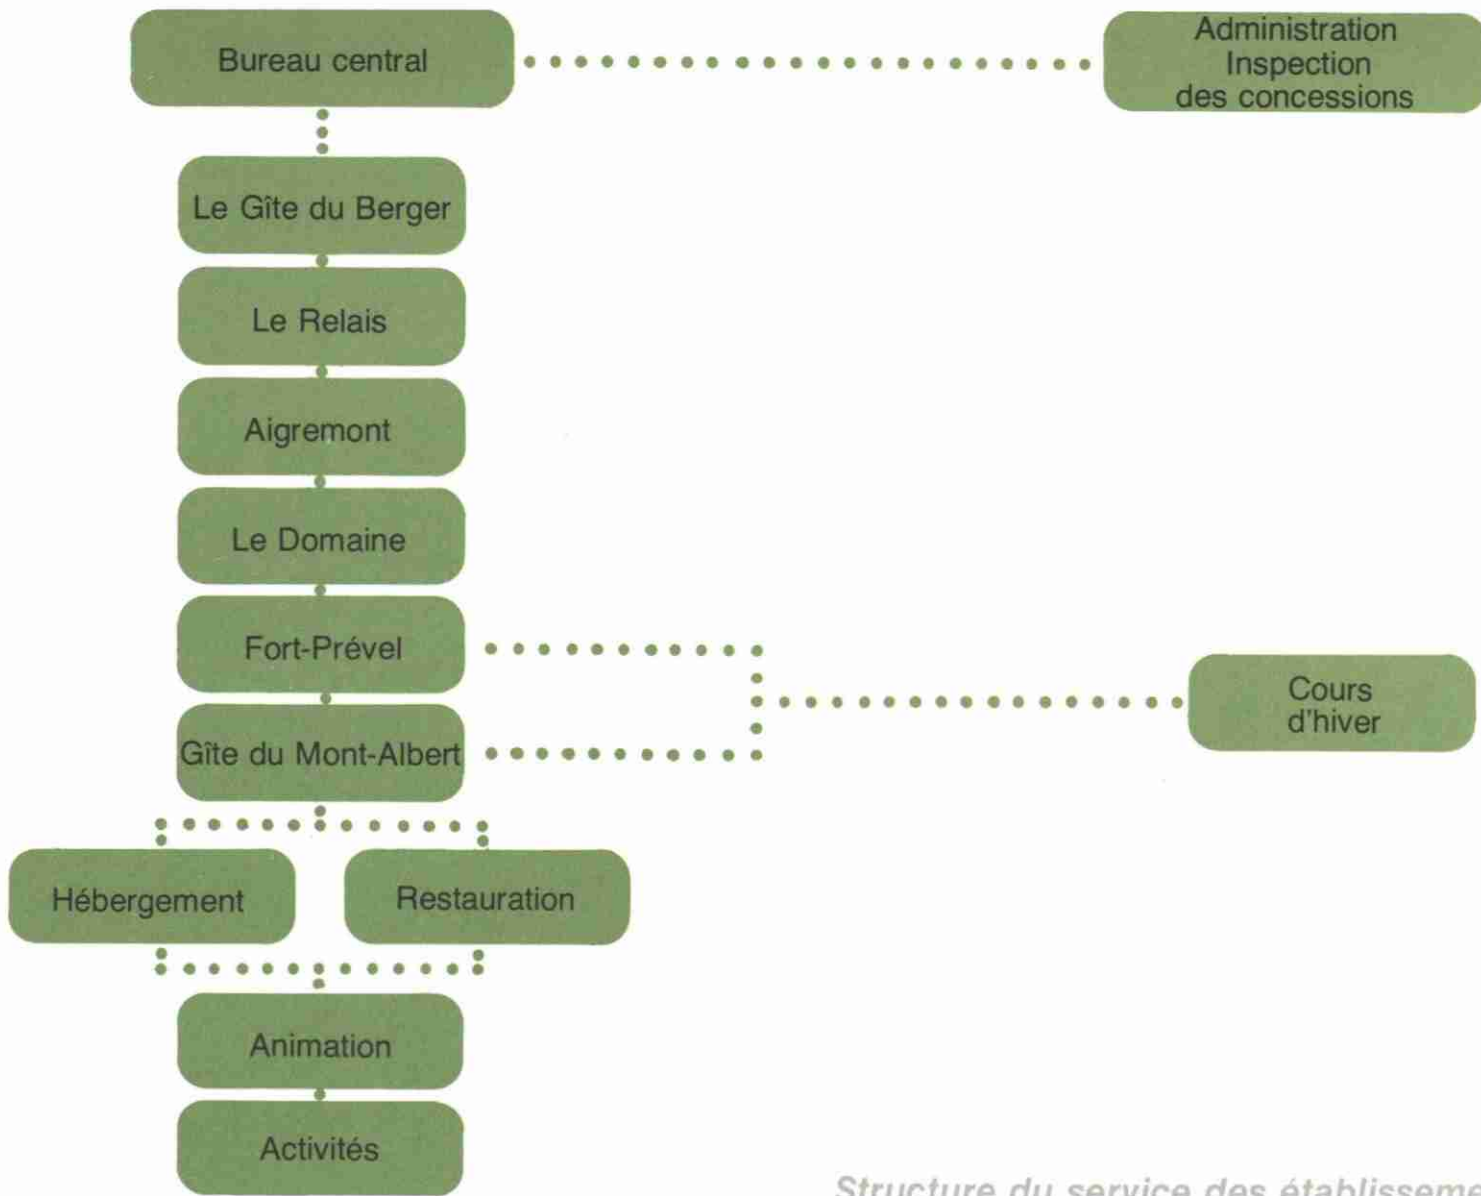 Bureau central
Administration
Inspection
des concessions
Le Gîte du Berger
Le Relais
Aigremont
Le Domaine
Fort-Prével
Gîte du Mont-Albert
Cours
d'hiver
Hébergement
Restauration
Animation
Activités
Structure du service des